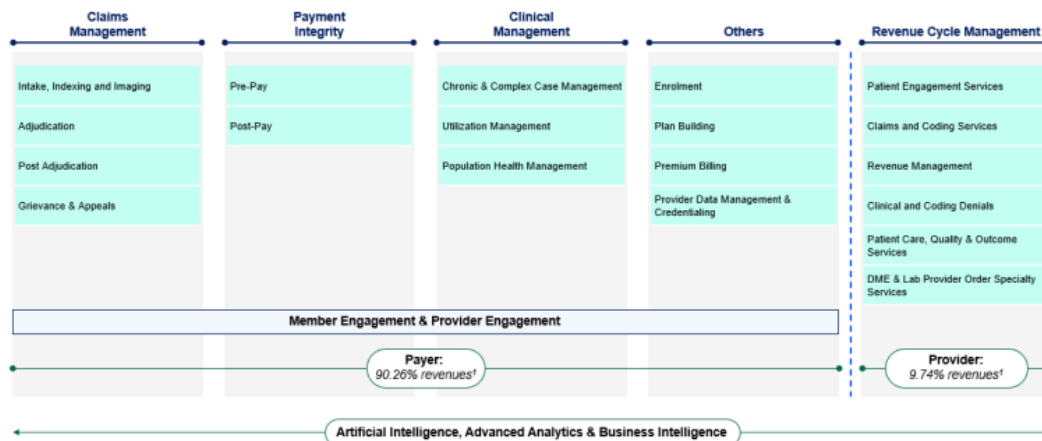 Claims
Management
Payment
Integrity
Clinical
Management
Others
Revenue Cycle Management
Intake, Indexing and Imaging
Adjudication
Post Adjudication
Grievance & Appeals
Pre-Pay
Post-Pay
Chronic & Complex Case Management
Utilization Management
Population Health Management
Enrolment
Plan Building
Premium Billing
Provider Data Management &
Credentialing
Patient Engagement Services
Claims and Coding Services
Revenue Management
Clinical and Coding Denials
Patient Care, Quality & Outcome
Services
DME & Lab Provider Order Specialty
Services
Member Engagement & Provider Engagement
Payer:
90.26% revenues¹
Provider:
9.74% revenues¹
Artificial Intelligence, Advanced Analytics & Business Intelligence